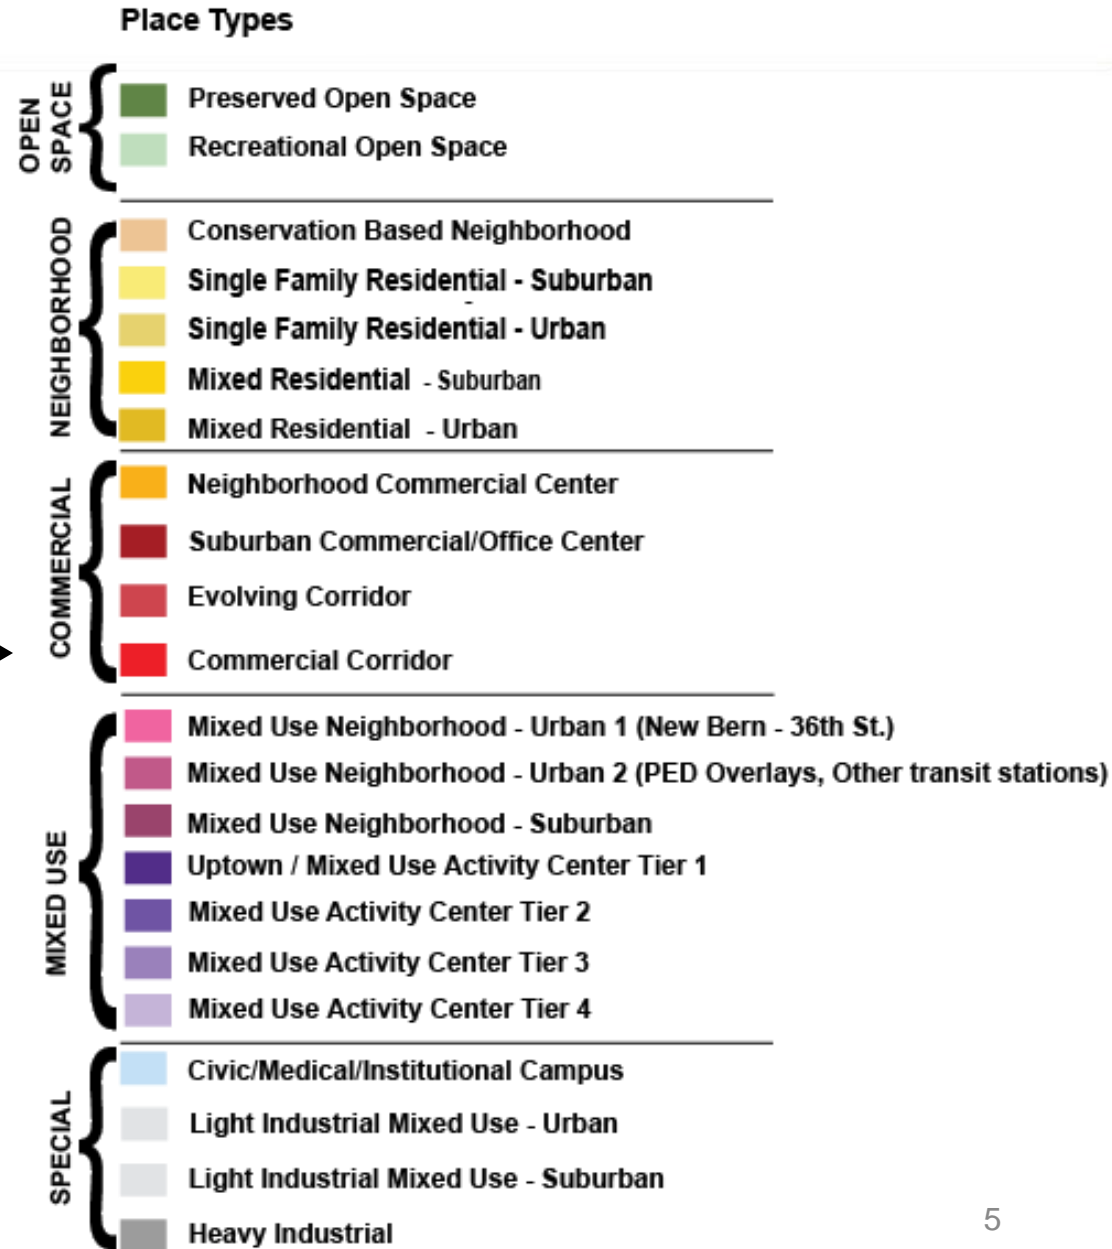 Place Types
OPEN
SPACE
Preserved Open Space
Recreational Open Space
NEIGHBORHOOD
Conservation Based Neighborhood
Single Family Residential - Suburban
Single Family Residential - Urban
Mixed Residential - Suburban
Mixed Residential - Urban
COMMERCIAL
Neighborhood Commercial Center
Suburban Commercial/Office Center
Evolving Corridor
Commercial Corridor
MIXED USE
Mixed Use Neighborhood - Urban 1 (New Bern - 36th St.)
Mixed Use Neighborhood - Urban 2 (PED Overlays, Other transit stations)
Mixed Use Neighborhood - Suburban
Uptown / Mixed Use Activity Center Tier 1
Mixed Use Activity Center Tier 2
Mixed Use Activity Center Tier 3
Mixed Use Activity Center Tier 4
SPECIAL
Civic/Medical/Institutional Campus
Light Industrial Mixed Use - Urban
Light Industrial Mixed Use - Suburban
Heavy Industrial
5